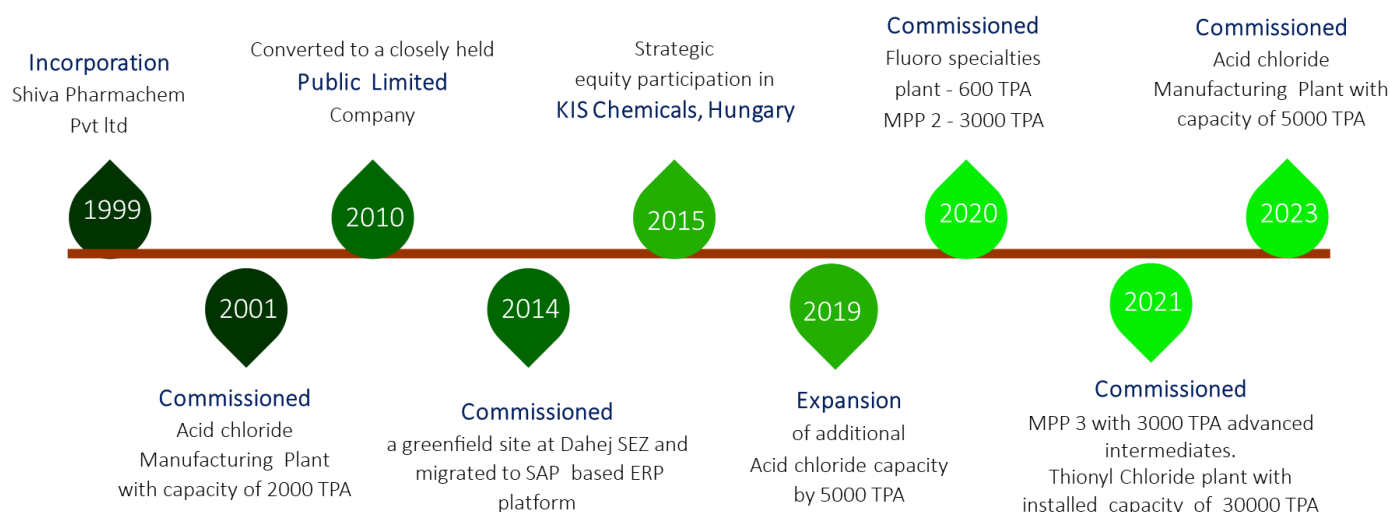 Incorporation
Shiva Pharmachem
Pvt ltd
1999
Commissioned
Acid chloride
Manufacturing Plant
with capacity of 2000 TPA
2001
Converted to a closely held
Public Limited
Company
2010
Commissioned
a greenfield site at Dahej SEZ and
migrated to SAP based ERP
platform
2014
Strategic
equity participation in
KIS Chemicals, Hungary
2015
Expansion
of additional
Acid chloride capacity
by 5000 TPA
2019
Commissioned
Fluoro specialties
plant - 600 TPA
MPP 2 - 3000 TPA
2020
Commissioned
MPP 3 with 3000 TPA advanced
intermediates.
Thionyl Chloride plant with
installed capacity of 30000 TPA
2021
Commissioned
Acid chloride
Manufacturing Plant with
capacity of 5000 TPA
2023